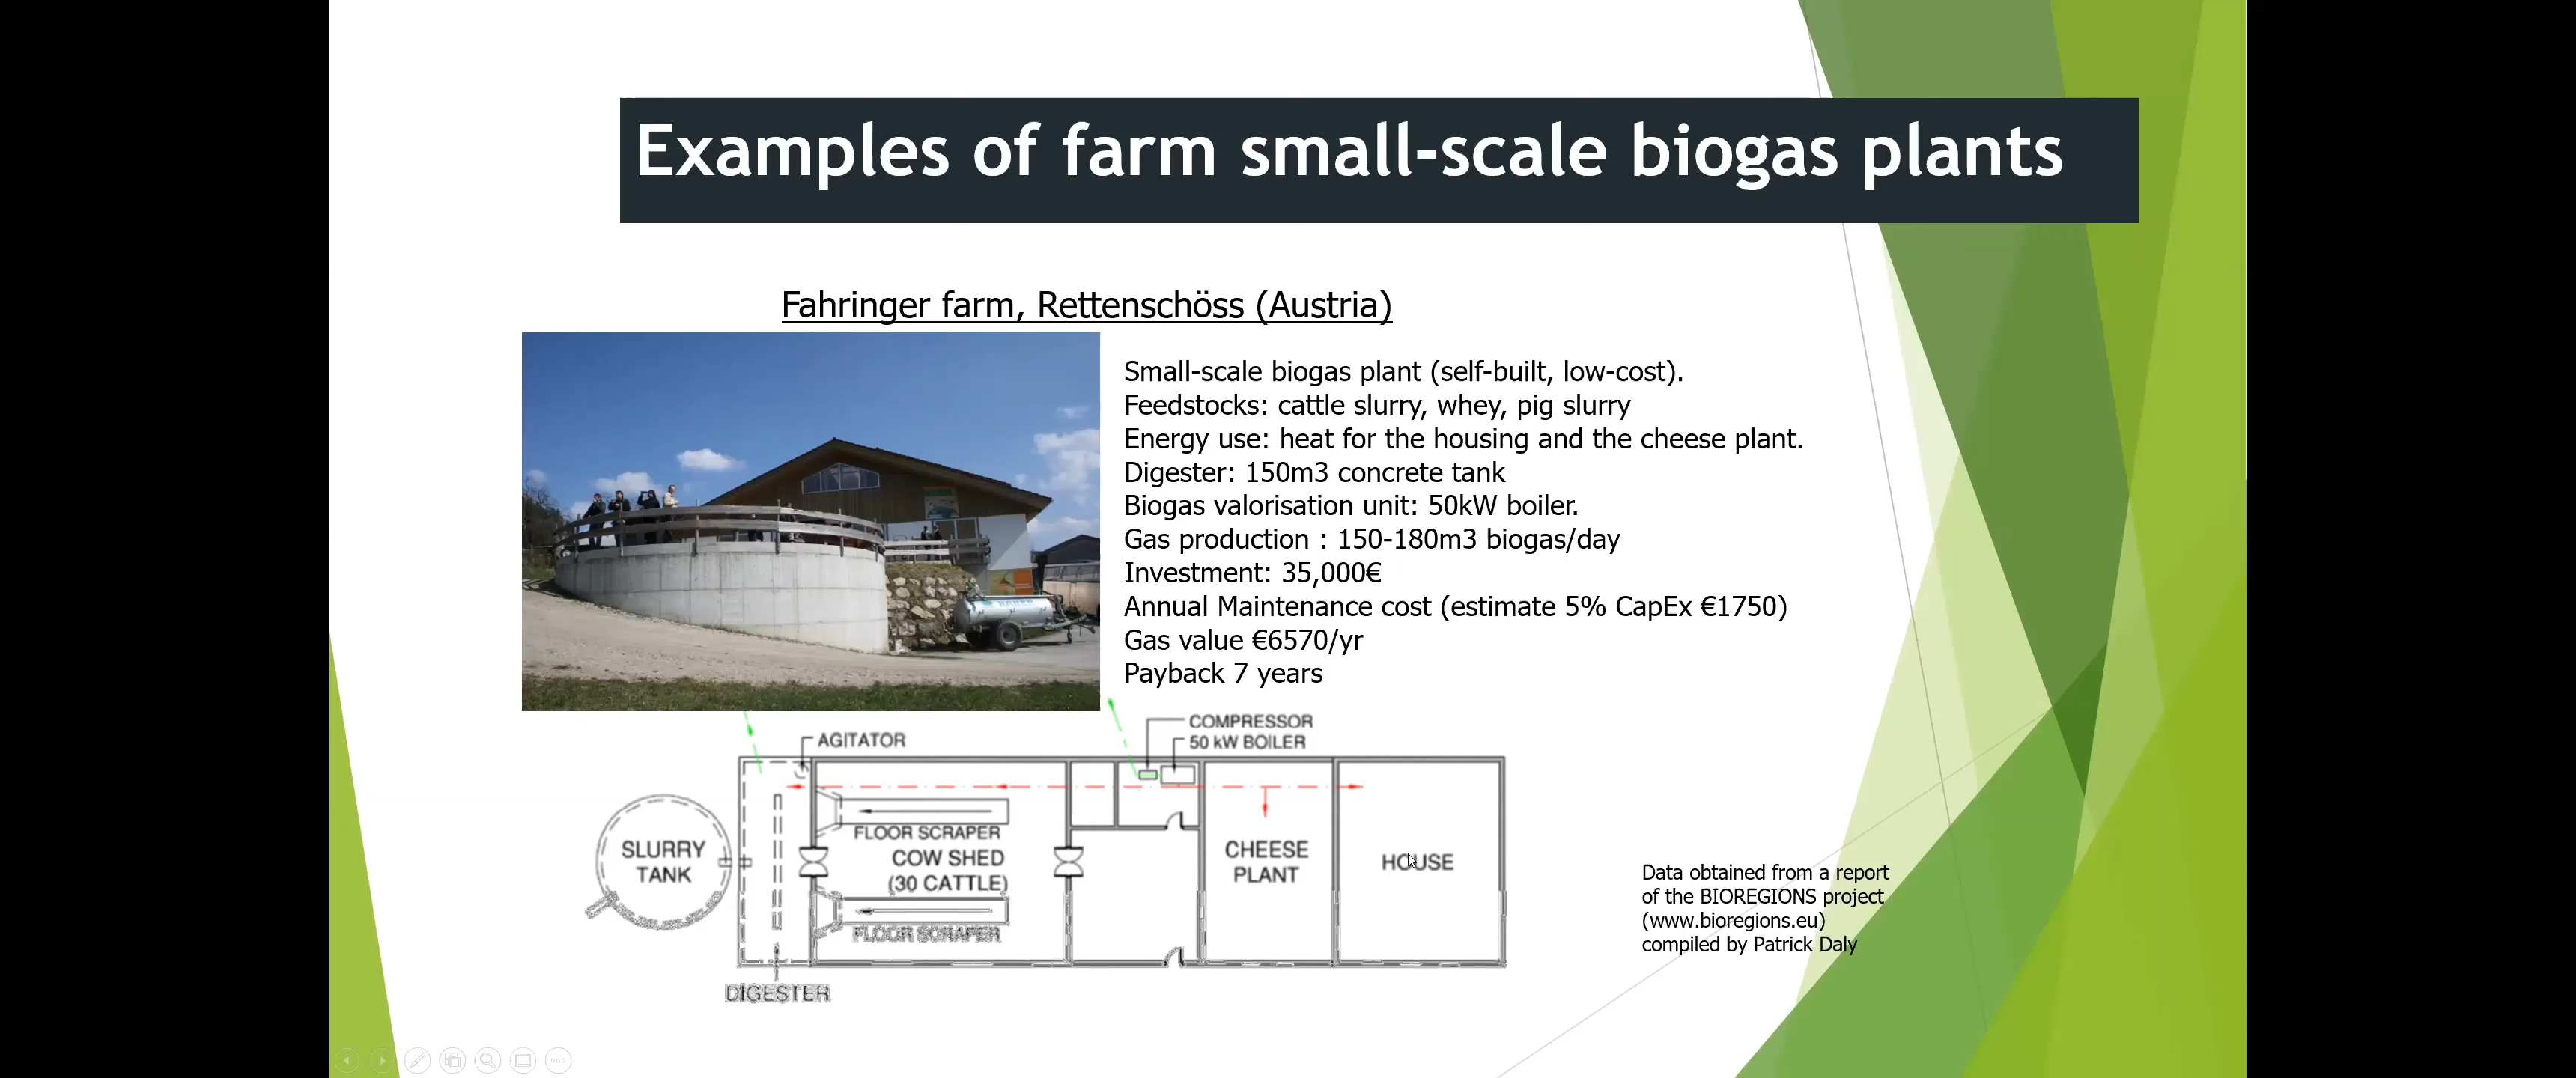 Examples of farm small-scale biogas plants
Fahringer farm, Rettenschöss (Austria)
Small-scale biogas plant (self-built, low-cost).
Feedstocks: cattle slurry, whey, pig slurry
Energy use: heat for the housing and the cheese plant.
Digester: 150m3 concrete tank
Biogas valorisation unit: 50kW boiler.
Gas production : 150-180m3 biogas/day
Investment: 35,000€
Annual Maintenance cost (estimate 5% CapEx €1750)
Gas value €6570/yr
Payback 7 years
COMPRESSOR
50 kW BOILER
AGITATOR
SLURRY
TANK
FLOOR SCRAPER
COW SHED
(30 CATTLE)
FLOOR SCRAPER
CHEESE
PLANT
HOUSE
DIGESTER
Data obtained from a report
of the BIOREGIONS project
(www.bioregions.eu)
compiled by Patrick Daly